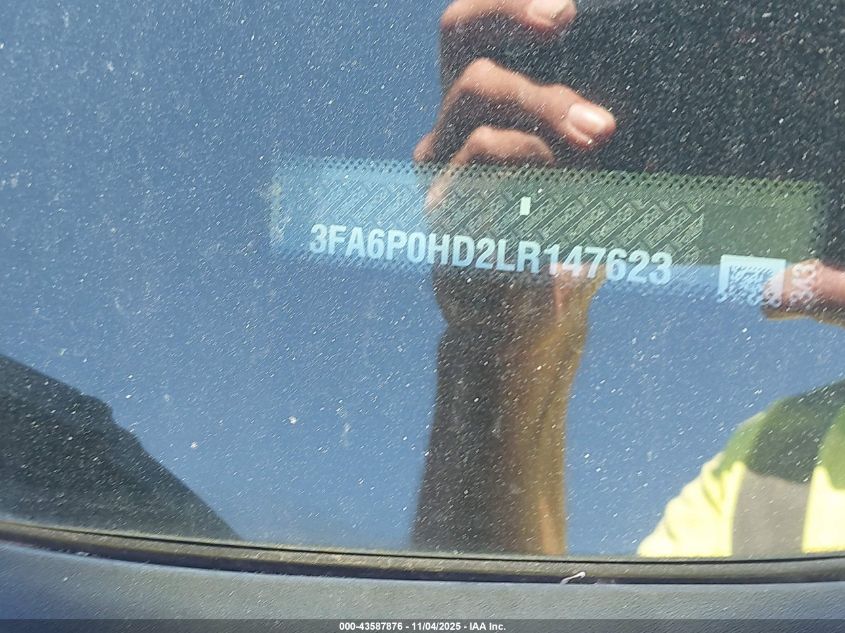 3FA6P0HD2LR147623
000-43587876 - 11/04/2025 - IAA Inc.